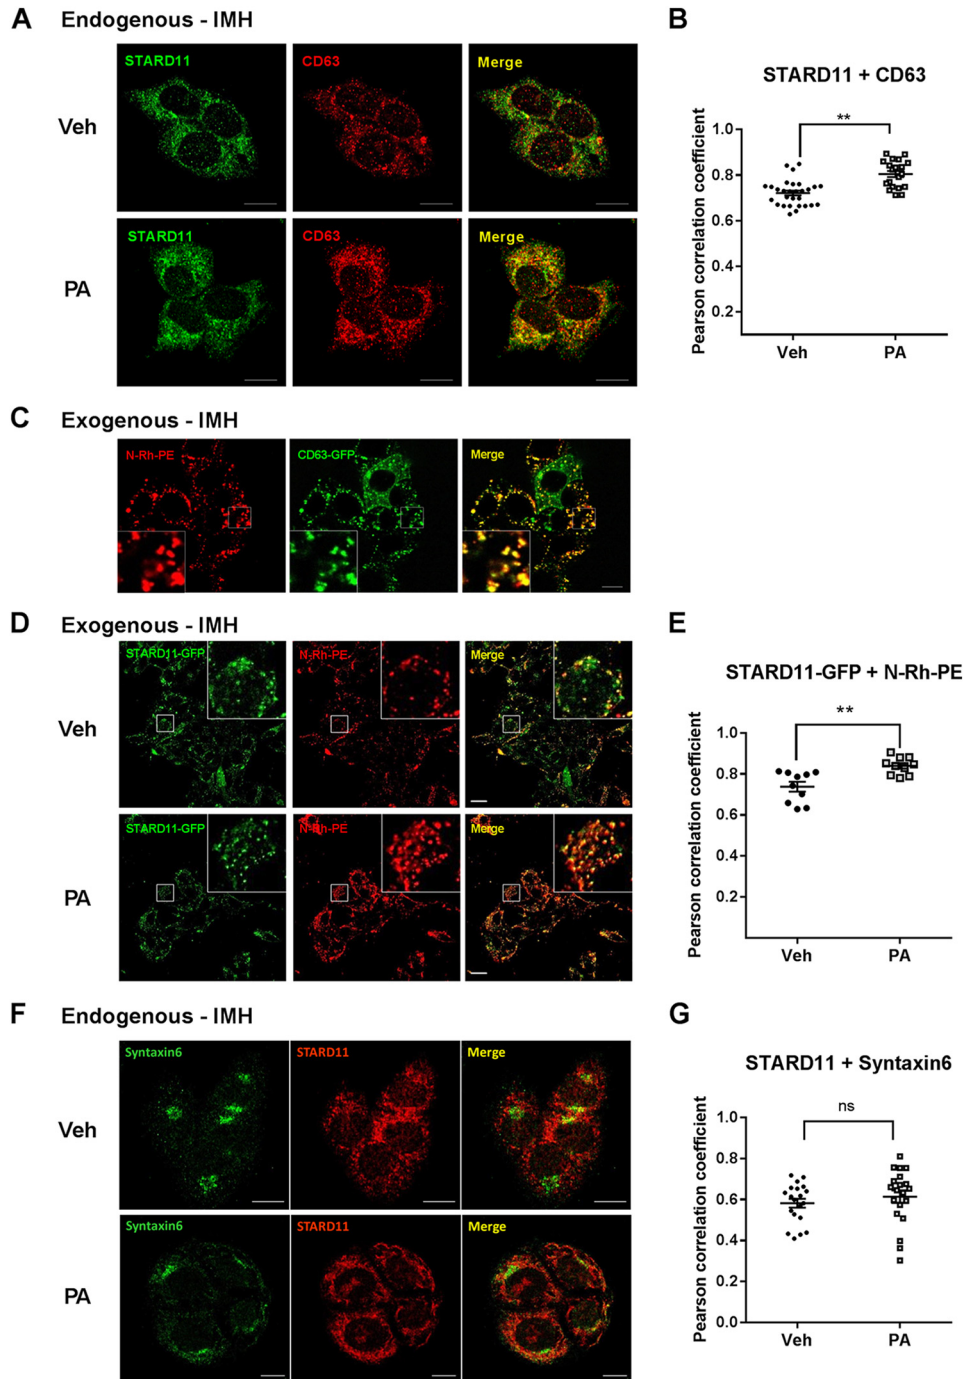 A Endogenous - IMH
STARD11 CD63 Merge
Veh
STARD11 CD63 Merge
PA
B
STARD11 + CD63
**
Pearson correlation coefficient
1.0
0.8
0.6
0.4
0.2
Veh PA
C Exogenous - IMH
N-Rh-PE CD63-GFP Merge
D Exogenous - IMH
STARD11-GFP N-Rh-PE Merge
Veh
STARD11-GFP N-Rh-PE Merge
PA
E
STARD11-GFP + N-Rh-PE
**
Pearson correlation coefficient
1.0
0.8
0.6
0.4
0.2
Veh PA
F Endogenous - IMH
Syntaxin6 STARD11 Merge
Veh
Syntaxin6 STARD11 Merge
PA
G
STARD11 + Syntaxin6
ns
Pearson correlation coefficient
1.0
0.8
0.6
0.4
0.2
0.0
Veh PA